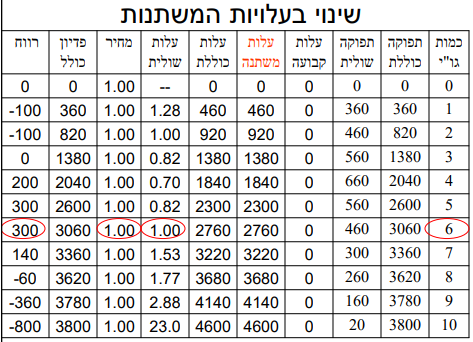 שינוי בעלויות המשתנות
כמות גו"י תפוקה כוללת תפוקה שולית עלות קבועה עלות משתנה עלות כוללת עלות שולית מחיר פדיון כולל רווח
0 0 0 0 0 0 -- 1.00 0 0
1 360 360 0 460 460 1.28 1.00 360 -100
2 820 460 0 920 920 1.00 1.00 820 -100
3 1380 560 0 1380 1380 0.82 1.00 1380 0
4 2040 660 0 1840 1840 0.70 1.00 2040 200
5 2600 560 0 2300 2300 0.82 1.00 2600 300
6 3060 460 0 2760 2760 1.00 1.00 3060 300
7 3360 300 0 3220 3220 1.53 1.00 3360 140
8 3620 260 0 3680 3680 1.77 1.00 3620 -60
9 3780 160 0 4140 4140 2.88 1.00 3780 -360
10 3800 20 0 4600 4600 23.0 1.00 3800 -800